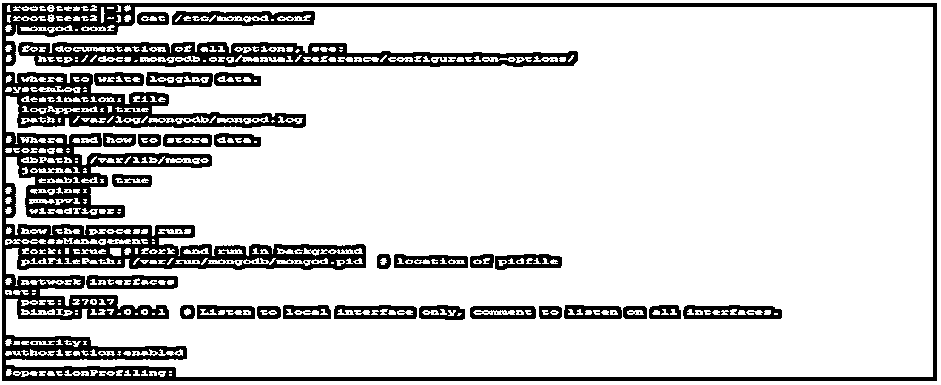 [root@test2 ~]#
[root@test2 ~]# cat /etc/mongod.conf
# mongod.conf
# for documentation of all options, see:
#   http://docs.mongodb.org/manual/reference/configuration-options/
# where to write logging data.
systemLog:
  destination: file
  logAppend: true
  path: /var/log/mongodb/mongod.log
# Where and how to store data.
storage:
  dbPath: /var/lib/mongo
  journal:
    enabled: true
#  engine:
#  mmapv1:
#  wiredTiger:
# how the process runs
processManagement:
  fork: true  # fork and run in background
  pidFilePath: /var/run/mongodb/mongod.pid  # location of pidfile
# network interfaces
net:
  port: 27017
  bindIp: 127.0.0.1  # Listen to local interface only, comment to listen on all interfaces.
#security:
authorization:enabled
#operationProfiling: